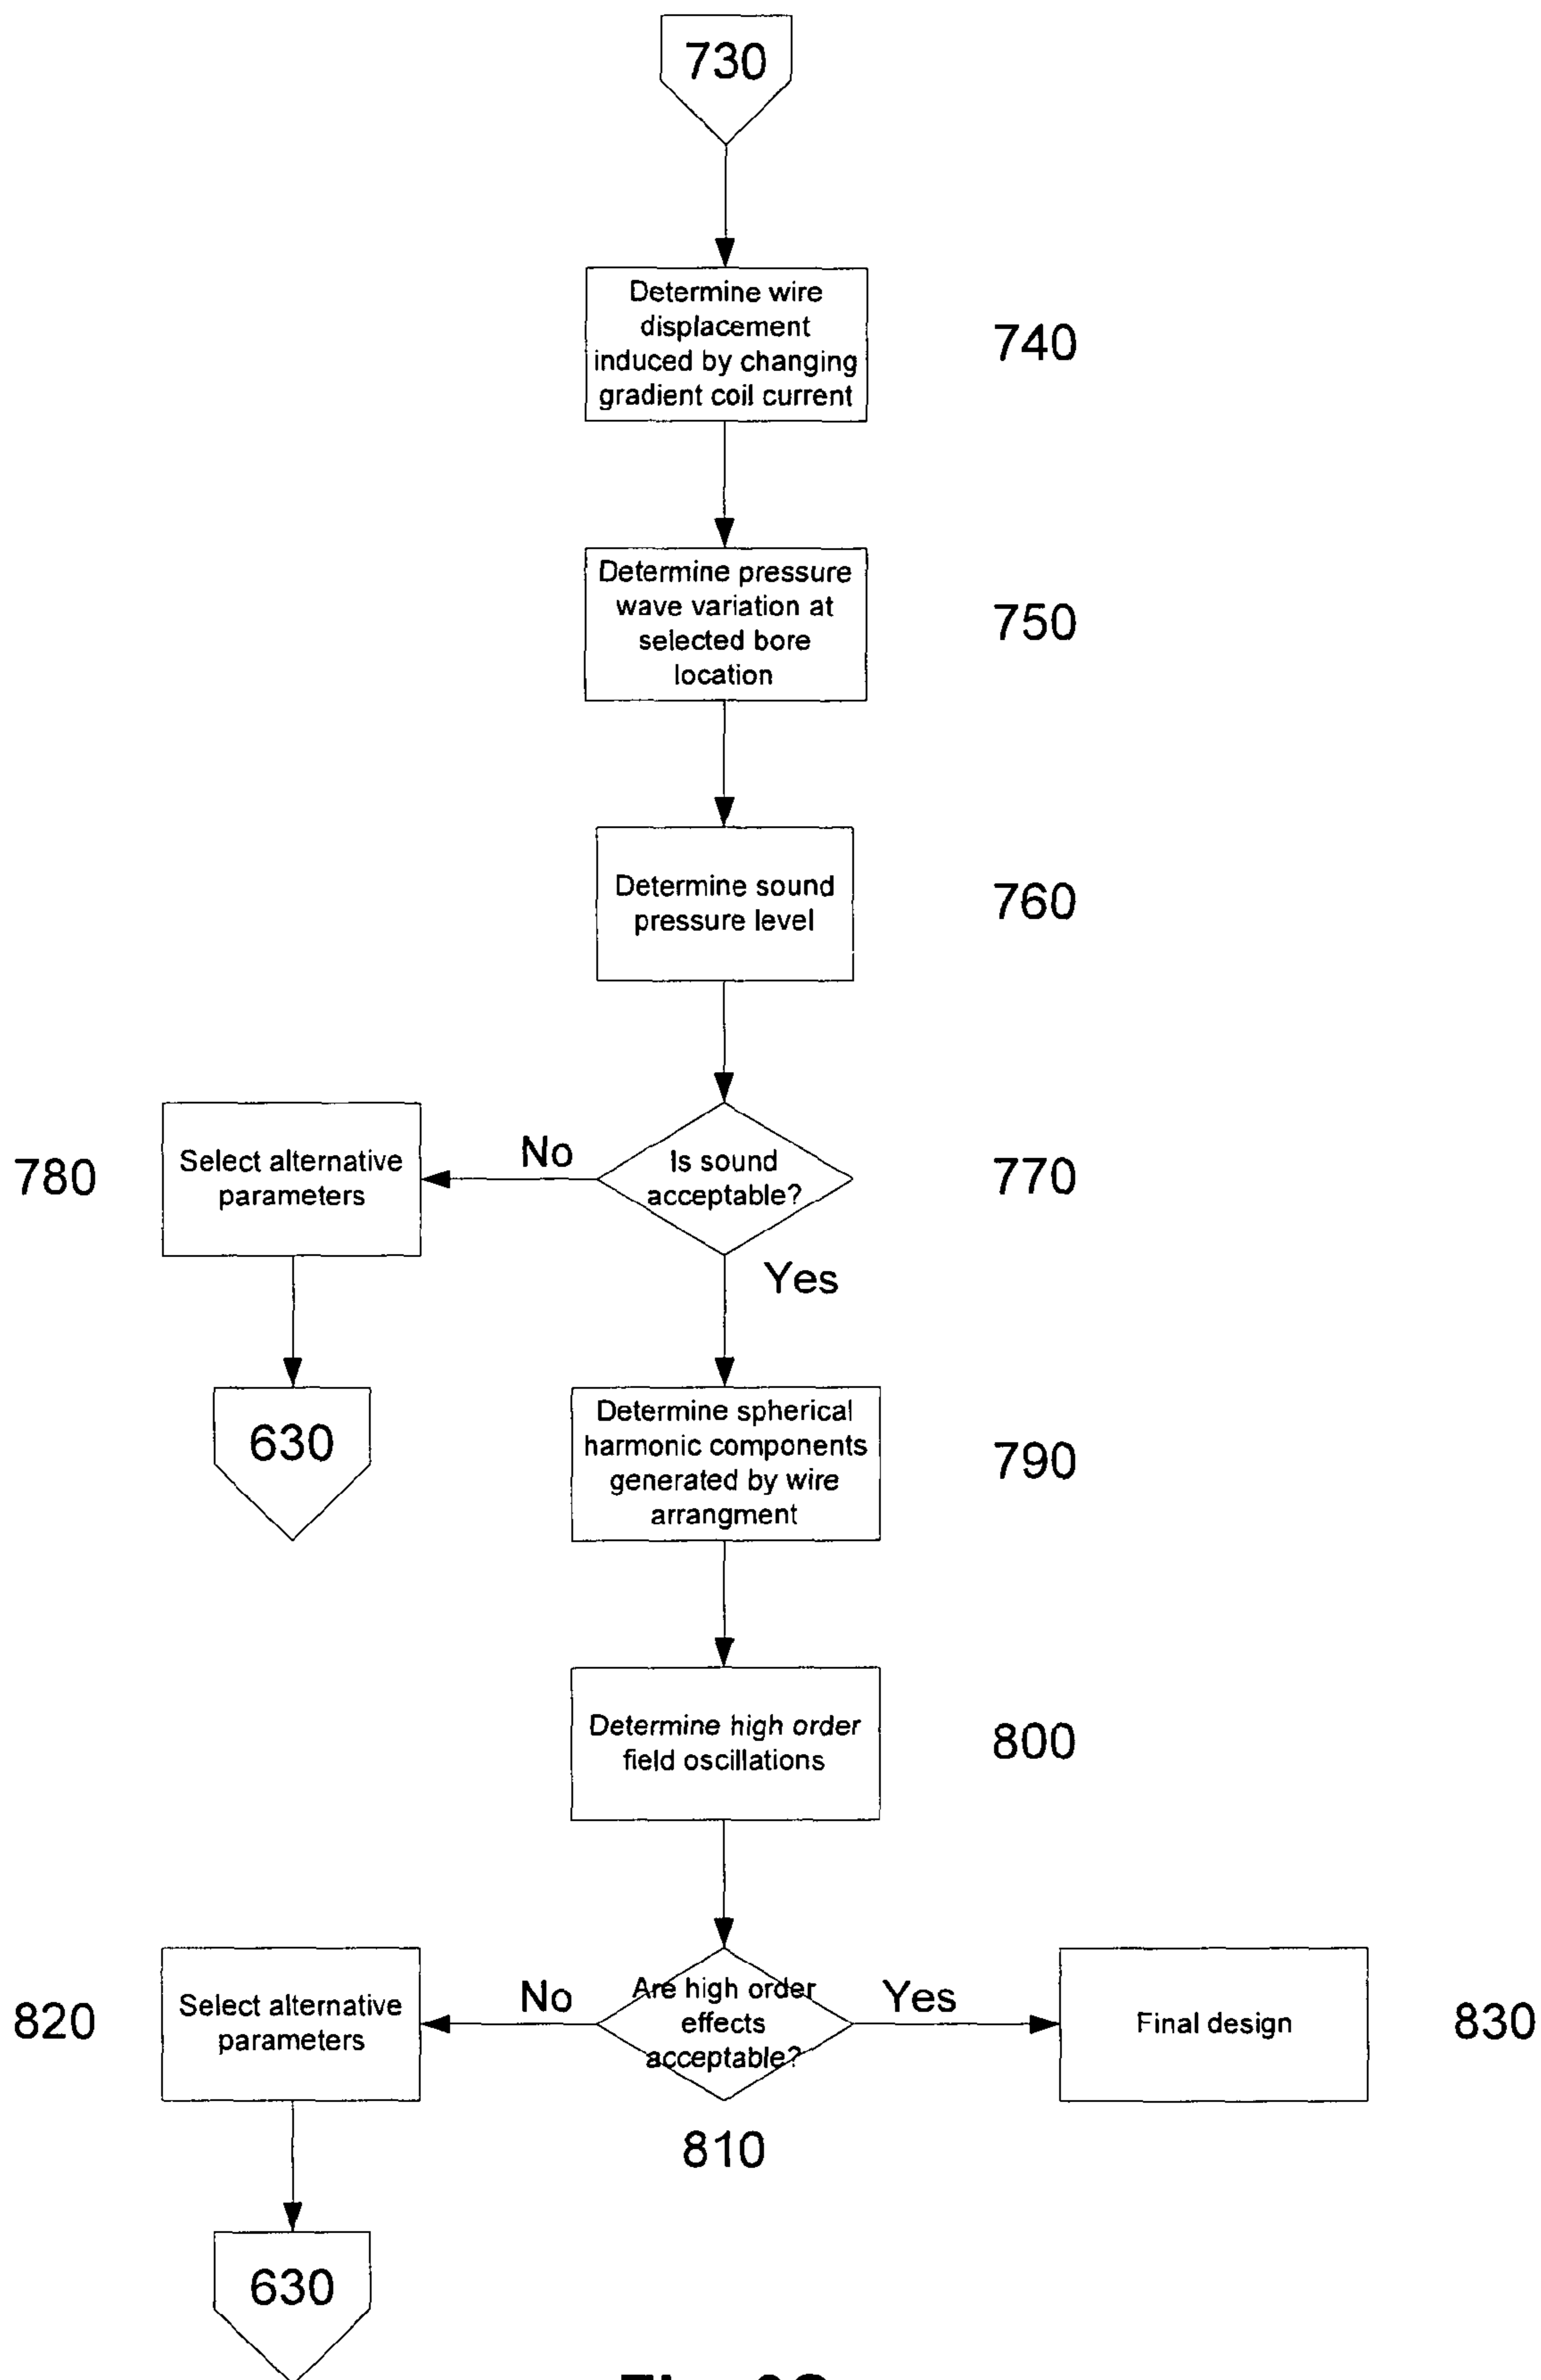 730
Determine wire
displacement
induced by changing
gradient coil current
740
Determine pressure
wave variation at
selected bore
location
750
Determine sound
pressure level
760
780
Select alternative
parameters
No
Is sound
acceptable?
770
Yes
630
Determine spherical
harmonic components
generated by wire
arrangment
790
Determine high order
field oscillations
800
820
Select alternative
parameters
No
Are high order
effects
acceptable?
Yes
Final design
830
810
630